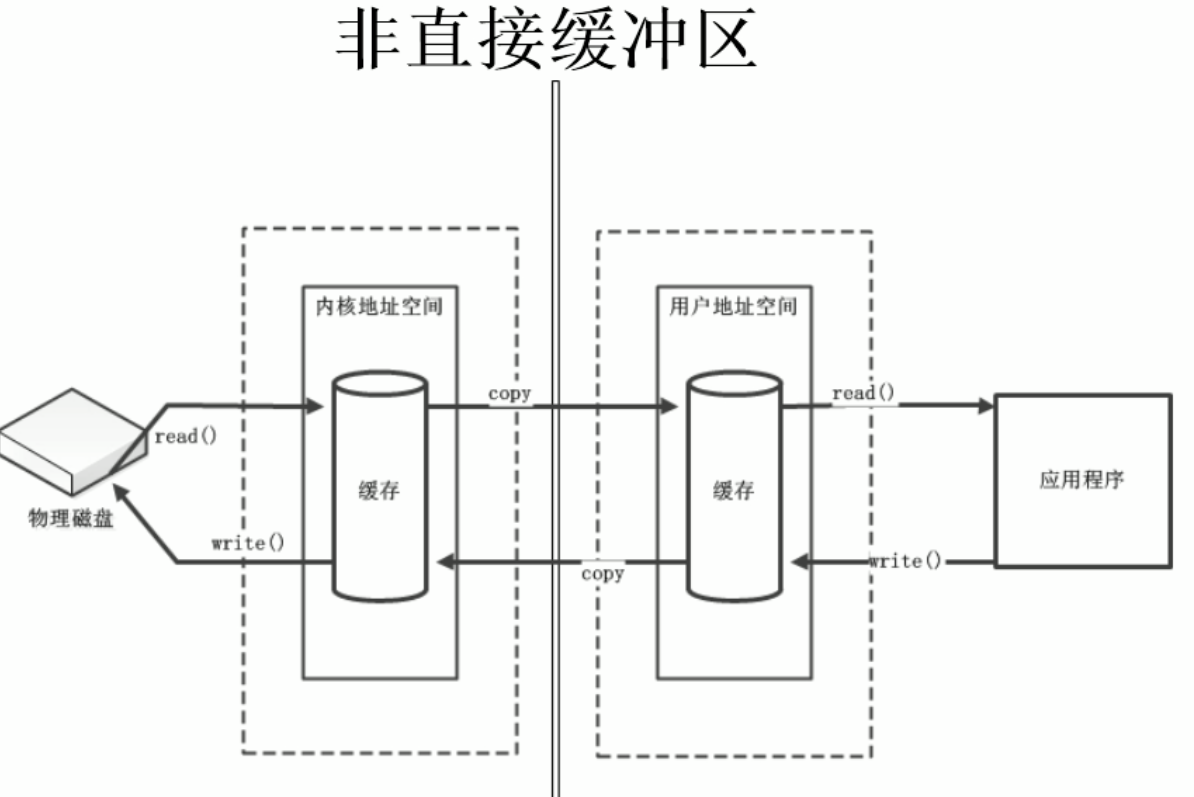 非直接缓冲区
内核地址空间
用户地址空间
copy
read()
read()
缓存
缓存
应用程序
物理磁盘
write()
copy
write()